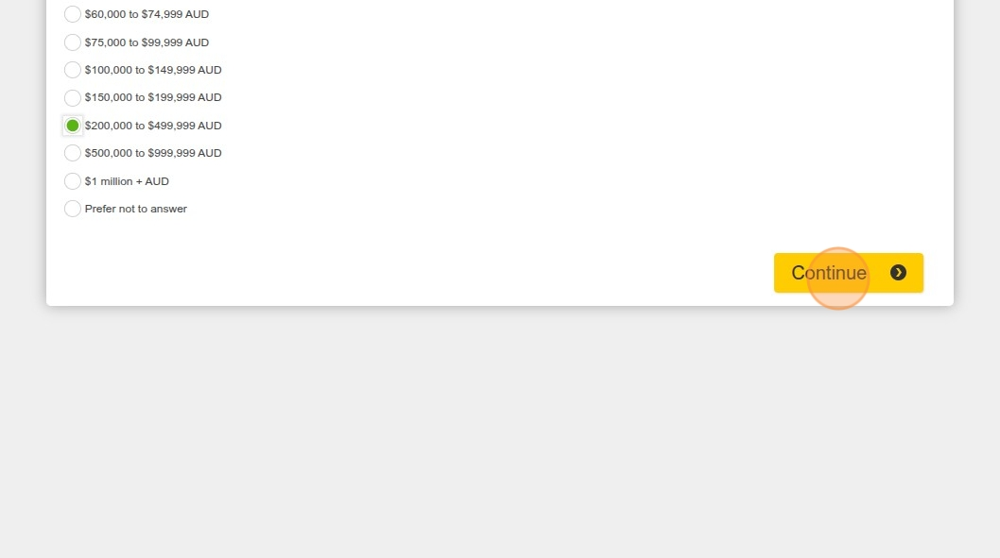 $60,000 to $74,999 AUD
$75,000 to $99,999 AUD
$100,000 to $149,999 AUD
$150,000 to $199,999 AUD
$200,000 to $499,999 AUD
$500,000 to $999,999 AUD
$1 million + AUD
Prefer not to answer
Continue